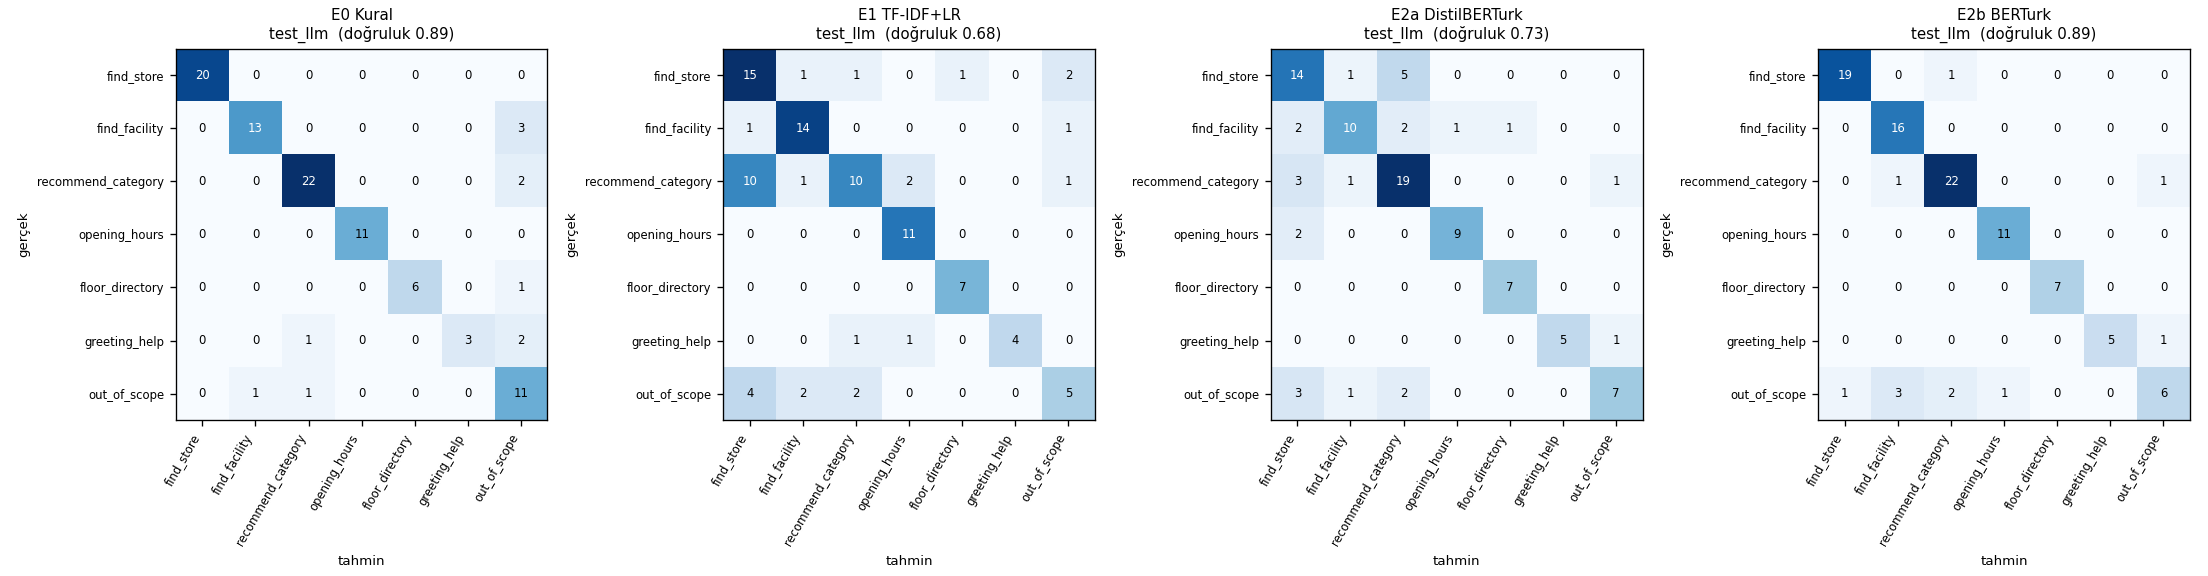 E0 Kural
test_llm  (doğruluk 0.89)
find_store 20 0 0 0 0 0 0
find_facility 0 13 0 0 0 0 3
recommend_category 0 0 22 0 0 0 2
opening_hours 0 0 0 11 0 0 0
floor_directory 0 0 0 0 6 0 1
greeting_help 0 0 1 0 0 3 2
out_of_scope 0 1 1 0 0 0 11
gerçek
find_store find_facility recommend_category opening_hours floor_directory greeting_help out_of_scope
tahmin
E1 TF-IDF+LR
test_llm  (doğruluk 0.68)
find_store 15 1 1 0 1 0 2
find_facility 1 14 0 0 0 0 1
recommend_category 10 1 10 2 0 0 1
opening_hours 0 0 0 11 0 0 0
floor_directory 0 0 0 0 7 0 0
greeting_help 0 0 1 1 0 4 0
out_of_scope 4 2 2 0 0 0 5
gerçek
find_store find_facility recommend_category opening_hours floor_directory greeting_help out_of_scope
tahmin
E2a DistilBERTurk
test_llm  (doğruluk 0.73)
find_store 14 1 5 0 0 0 0
find_facility 2 10 2 1 1 0 0
recommend_category 3 1 19 0 0 0 1
opening_hours 2 0 0 9 0 0 0
floor_directory 0 0 0 0 7 0 0
greeting_help 0 0 0 0 0 5 1
out_of_scope 3 1 2 0 0 0 7
gerçek
find_store find_facility recommend_category opening_hours floor_directory greeting_help out_of_scope
tahmin
E2b BERTurk
test_llm  (doğruluk 0.89)
find_store 19 0 1 0 0 0 0
find_facility 0 16 0 0 0 0 0
recommend_category 0 1 22 0 0 0 1
opening_hours 0 0 0 11 0 0 0
floor_directory 0 0 0 0 7 0 0
greeting_help 0 0 0 0 0 5 1
out_of_scope 1 3 2 1 0 0 6
gerçek
find_store find_facility recommend_category opening_hours floor_directory greeting_help out_of_scope
tahmin